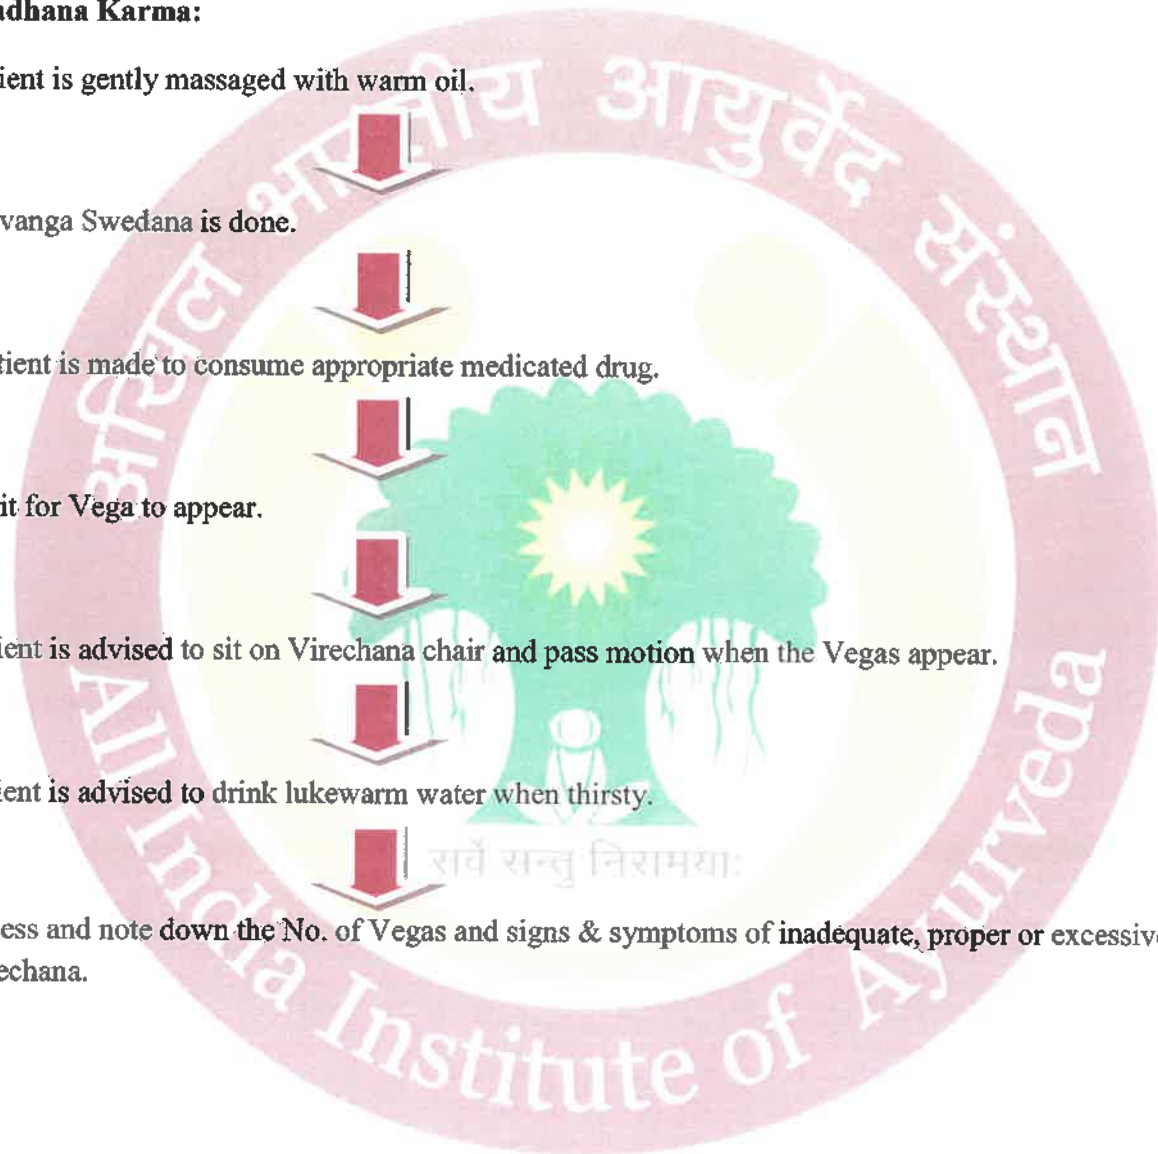 adhana Karma:
ient is gently massaged with warm oil.
vanga Swedana is done.
tient is made to consume appropriate medicated drug.
it for Vega to appear.
ient is advised to sit on Virechana chair and pass motion when the Vegas appear.
ient is advised to drink lukewarm water when thirsty.
ess and note down the No. of Vegas and signs & symptoms of inadequate, proper or excessive
echana.
अखिल भारतीय आयुर्वेद संस्थान
सर्वे सन्तु निरामयाः
All India Institute of Ayurveda